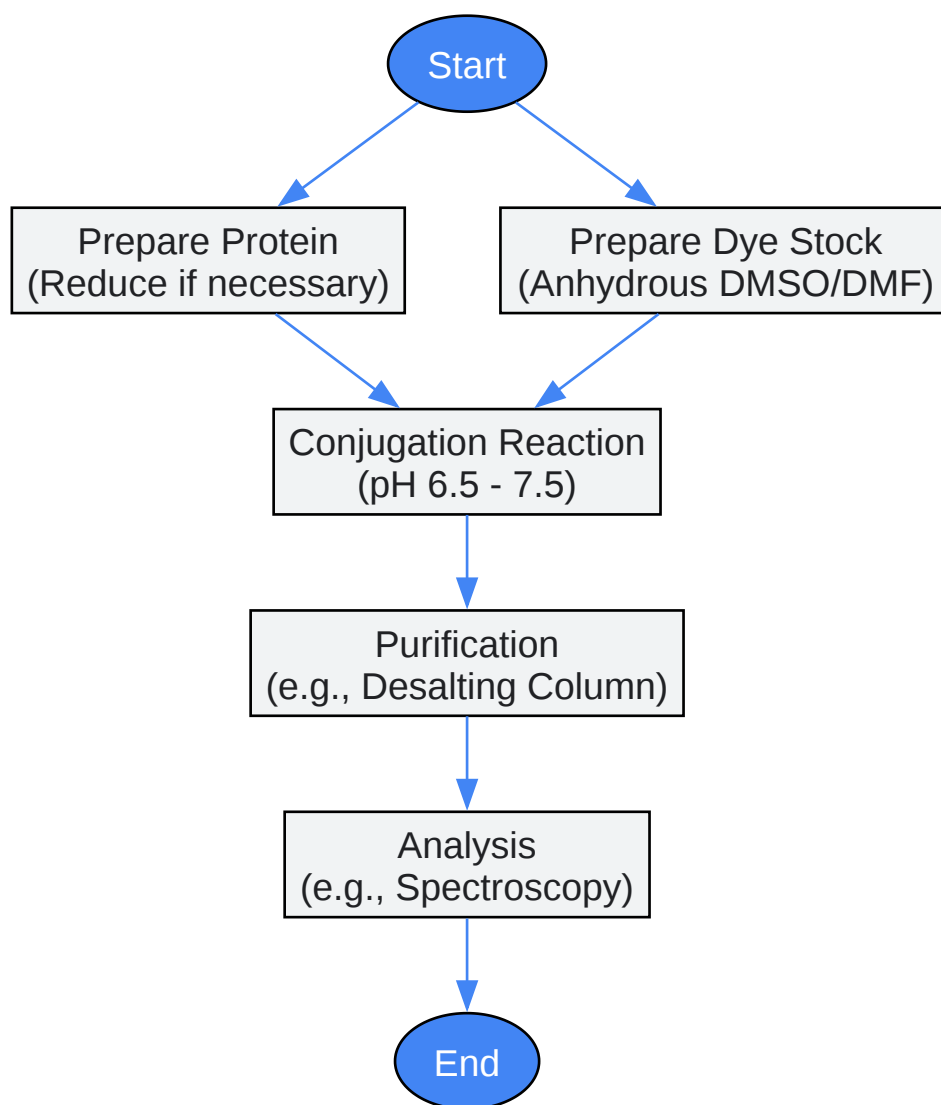 Start
Prepare Protein
(Reduce if necessary)
Prepare Dye Stock
(Anhydrous DMSO/DMF)
Conjugation Reaction
(pH 6.5 - 7.5)
Purification
(e.g., Desalting Column)
Analysis
(e.g., Spectroscopy)
End